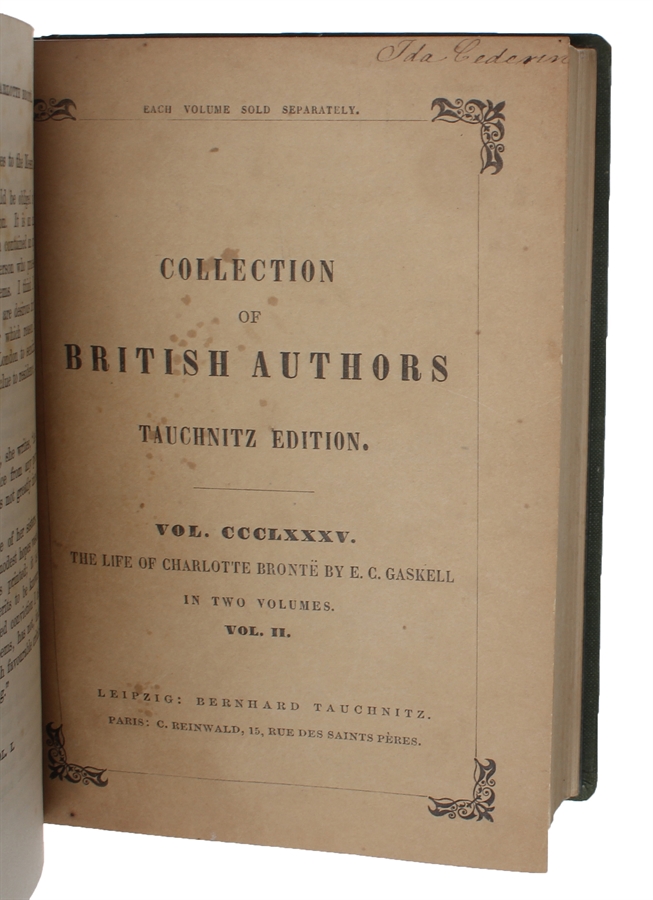 Ida Cederin
EACH VOLUME SOLD SEPARATELY.
COLLECTION
OF
BRITISH AUTHORS
TAUCHNITZ EDITION.
VOL. CCCLXXXV.
THE LIFE OF CHARLOTTE BRONTË BY E. C. GASKELL
IN TWO VOLUMES.
VOL. II.
LEIPZIG: BERNHARD TAUCHNITZ.
PARIS: C. REINWALD, 15, RUE DES SAINTS PÈRES.